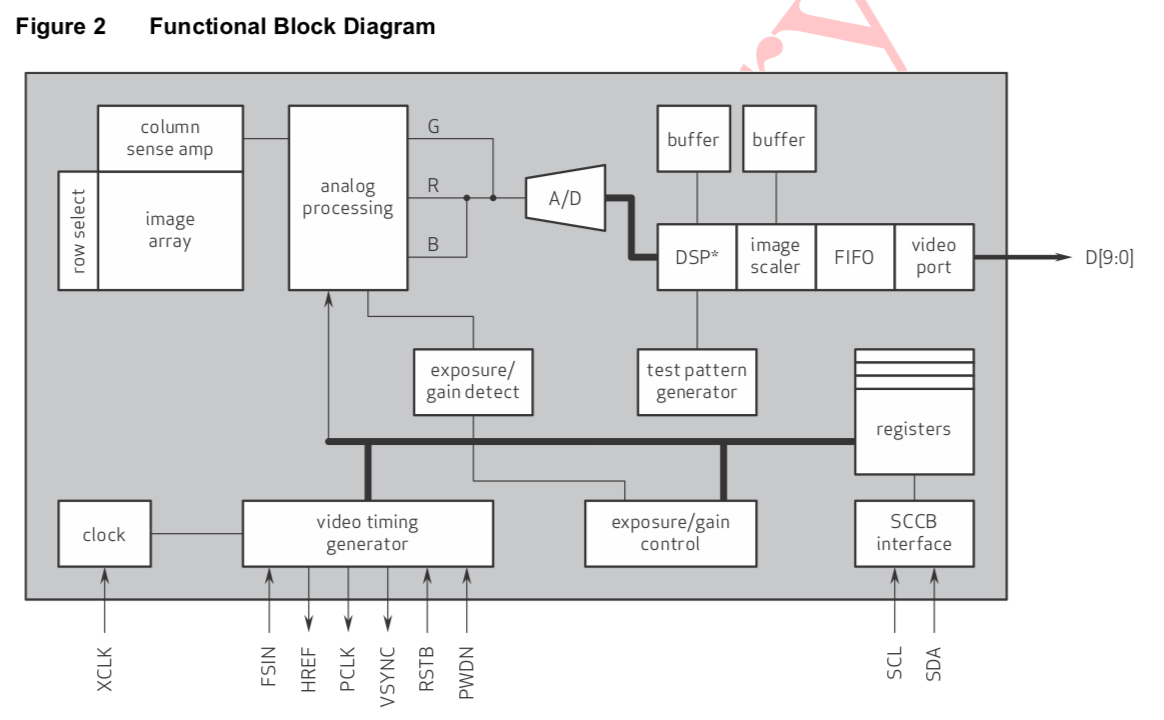 Figure 2 Functional Block Diagram
column
sense amp
row select
image
array
analog
processing
G
R
B
A/D
buffer
buffer
DSP*
image
scaler
FIFO
video
port
D[9:0]
exposure/
gain detect
test pattern
generator
registers
clock
video timing
generator
exposure/gain
control
SCCB
interface
XCLK
FSIN
HREF
PCLK
VSYNC
RSTB
PWDN
SCL
SDA